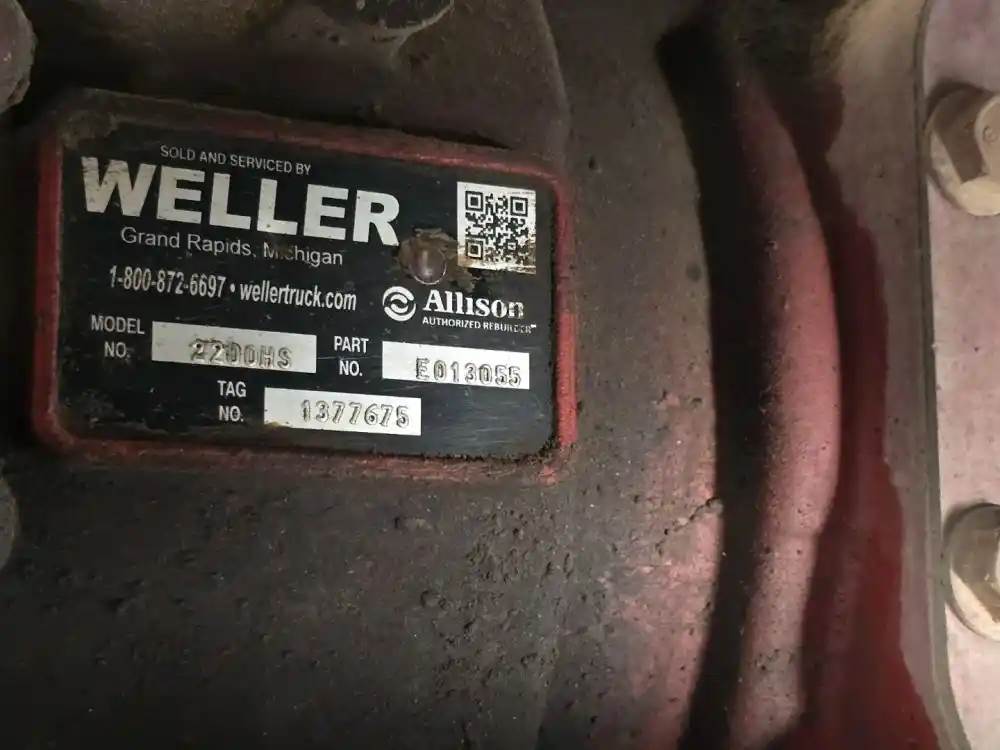 SOLD AND SERVICED BY
WELLER
Grand Rapids, Michigan
1-800-872-6697 • wellertruck.com
Allison
AUTHORIZED REBUILDER
MODEL NO. 2200HS
PART NO. E013055
TAG NO. 1377675